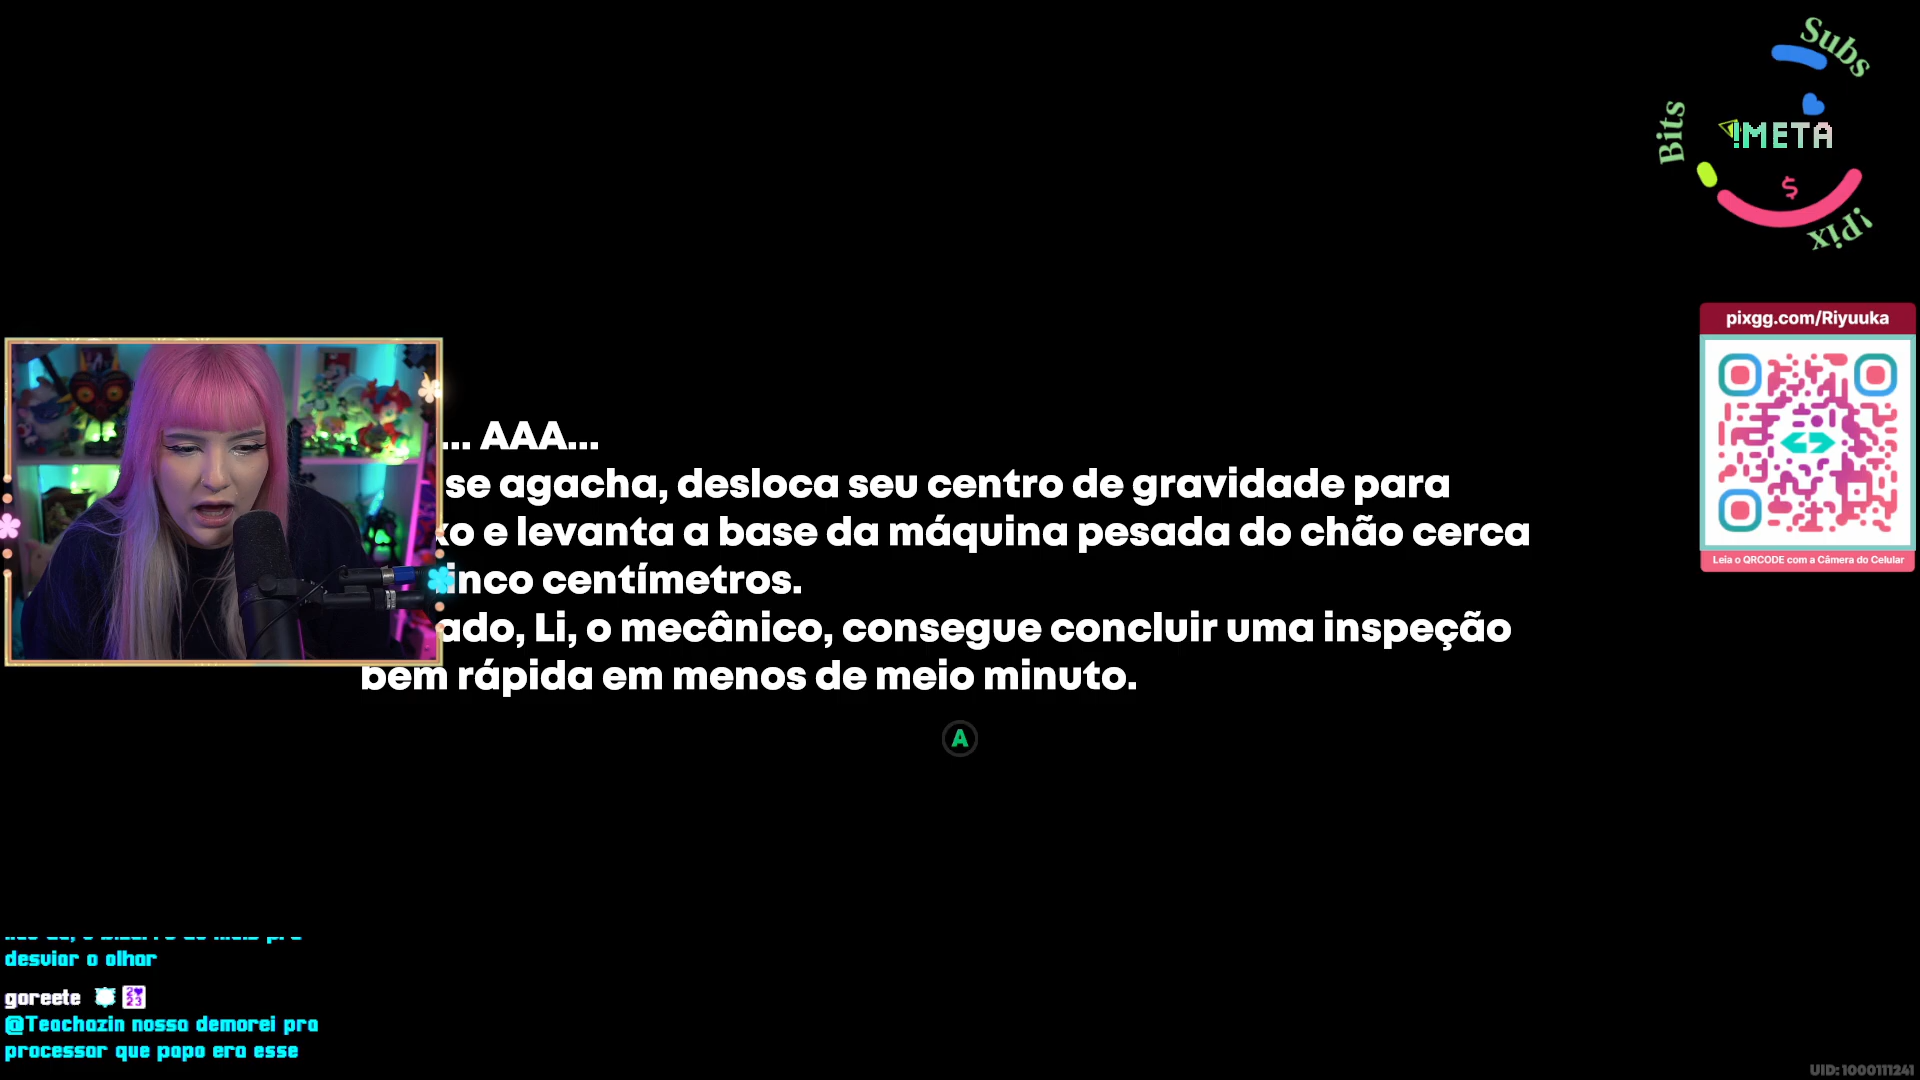 Subs
Bits
!META
$
!Pix
pixgg.com/Riyuuka
Leia o QRCODE com a Câmera do Celular
... AAA...
se agacha, desloca seu centro de gravidade para
xo e levanta a base da máquina pesada do chão cerca
inco centímetros.
ado, Li, o mecânico, consegue concluir uma inspeção
bem rápida em menos de meio minuto.
A
desviar o olhar
goreete
@Teachazin nossa demorei pra
processar que papo era esse
UID: 1000111241